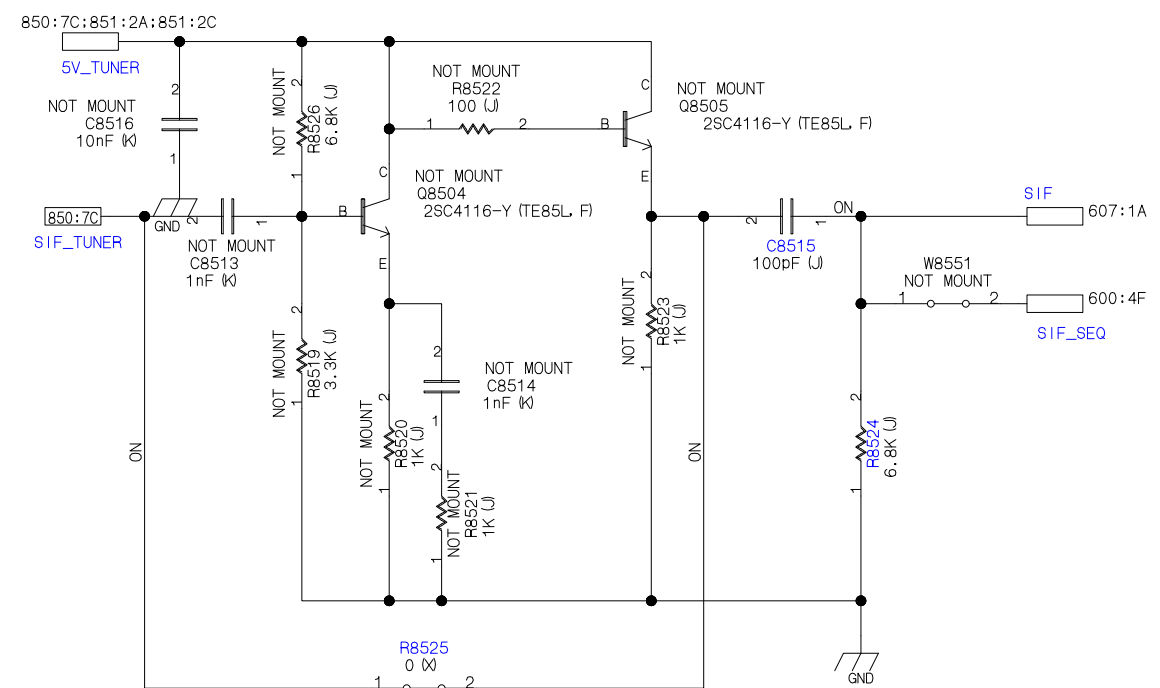 850:7C;851:2A;851:2C
5V_TUNER
2
NOT MOUNT
C8516
10nF (K)
1
GND
2
NOT MOUNT
R8526
6.8K (J)
1
NOT MOUNT
R8522
100 (J)
1
2
B
C
E
NOT MOUNT
Q8505
2SC4116-Y (TE85L, F)
C
B
E
NOT MOUNT
Q8504
2SC4116-Y (TE85L, F)
850:7C
SIF_TUNER
2
1
NOT MOUNT
C8513
1nF (K)
2
NOT MOUNT
R8519
3.3K (J)
1
2
NOT MOUNT
C8514
1nF (K)
1
2
NOT MOUNT
R8520
1K (J)
1
2
NOT MOUNT
R8521
1K (J)
1
2
NOT MOUNT
R8523
1K (J)
1
2
1
C8515
100pF (J)
ON
SIF
607:1A
W8551
NOT MOUNT
1
2
600:4F
SIF_SEQ
2
R8524
6.8K (J)
1
ON
ON
R8525
0 (X)
1
2
GND